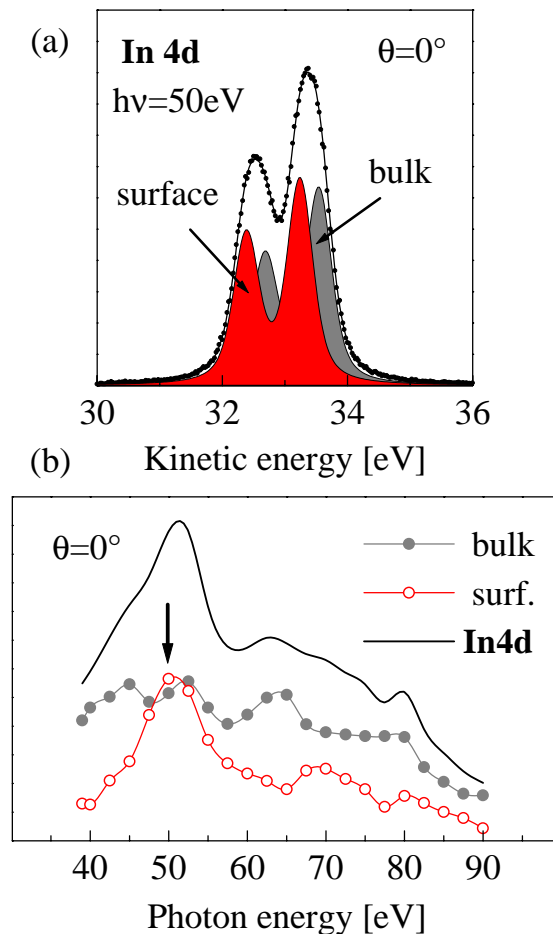 (a)
In 4d
θ=0°
hν=50eV
bulk
surface
30 32 34 36
Kinetic energy [eV]
(b)
θ=0°
bulk
surf.
In4d
40 50 60 70 80 90
Photon energy [eV]